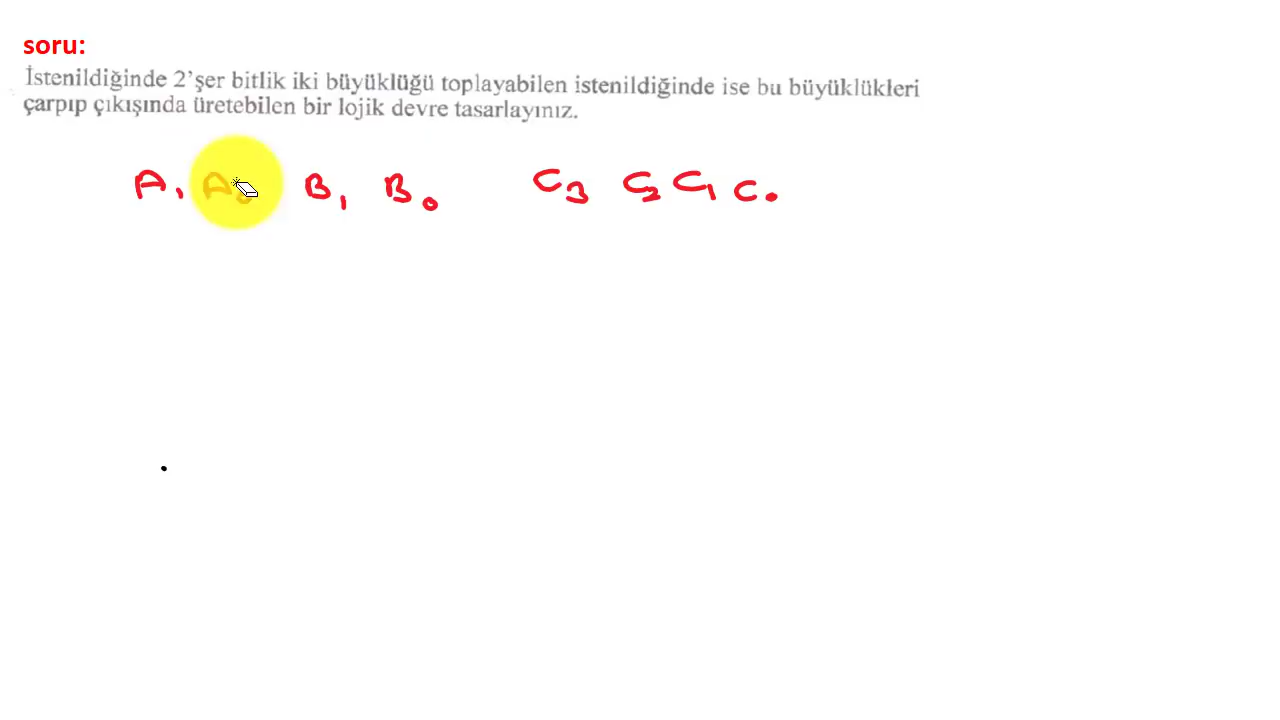 soru:
İstenildiğinde 2'şer bitlik iki büyüklüğü toplayabilen istenildiğinde ise bu büyüklükleri
çarpıp çıkışında üretebilen bir lojik devre tasarlayınız.
A₁ A₀ B₁ B₀ C₃ C₂ C₁ C₀